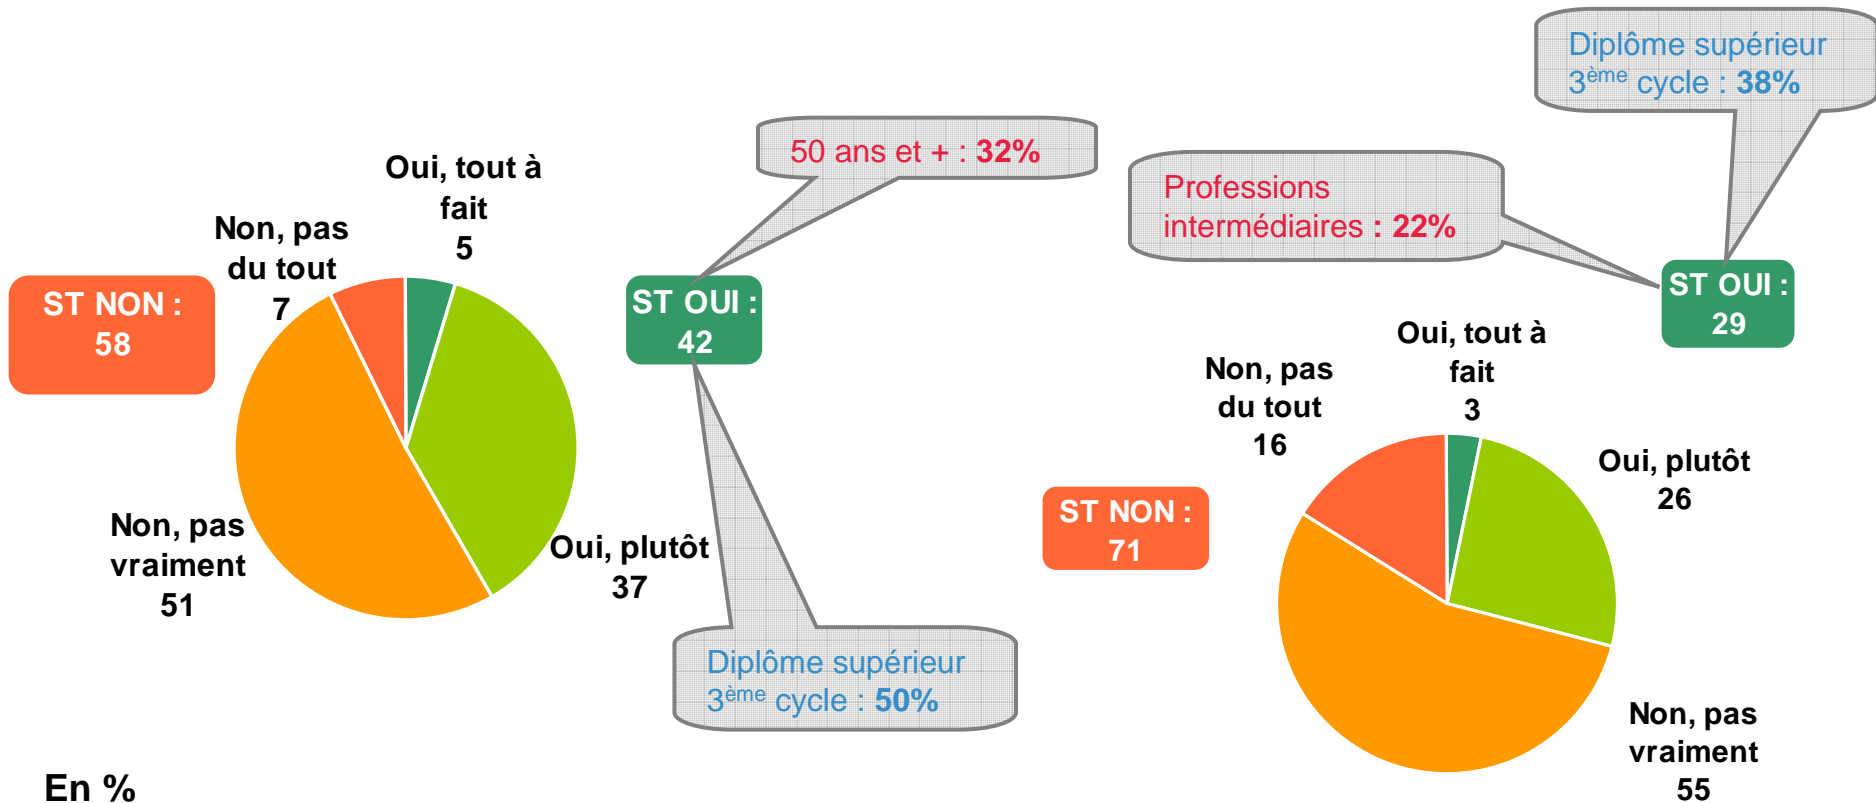 Oui, tout à
fait
5
Non, pas
du tout
7
ST NON :
58
Non, pas
vraiment
51
Oui, plutôt
37
50 ans et + : 32%
ST OUI :
42
Diplôme supérieur
3ème cycle : 50%
En %
Diplôme supérieur
3ème cycle : 38%
Professions
intermédiaires : 22%
ST OUI :
29
Oui, tout à
fait
3
Non, pas
du tout
16
Oui, plutôt
26
ST NON :
71
Non, pas
vraiment
55